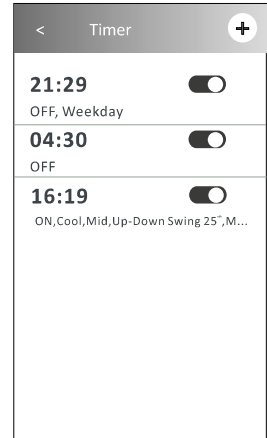 < Timer +
21:29
OFF, Weekday
04:30
OFF
16:19
ON,Cool,Mid,Up-Down Swing 25°,M...